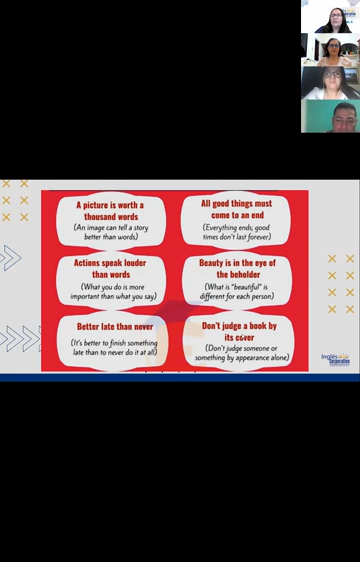 A picture is worth a
thousand words
(An image can tell a story
better than words)
All good things must
come to an end
(Everything ends; good
times don't last forever)
Actions speak louder
than words
(What you do is more
important than what you say)
Beauty is in the eye of
the beholder
(What is "beautiful" is
different for each person)
Better late than never
(It's better to finish something
late than to never do it at all)
Don't judge a book by
its cover
(Don't judge someone or
something by appearance alone)
Inglés
Corporativo